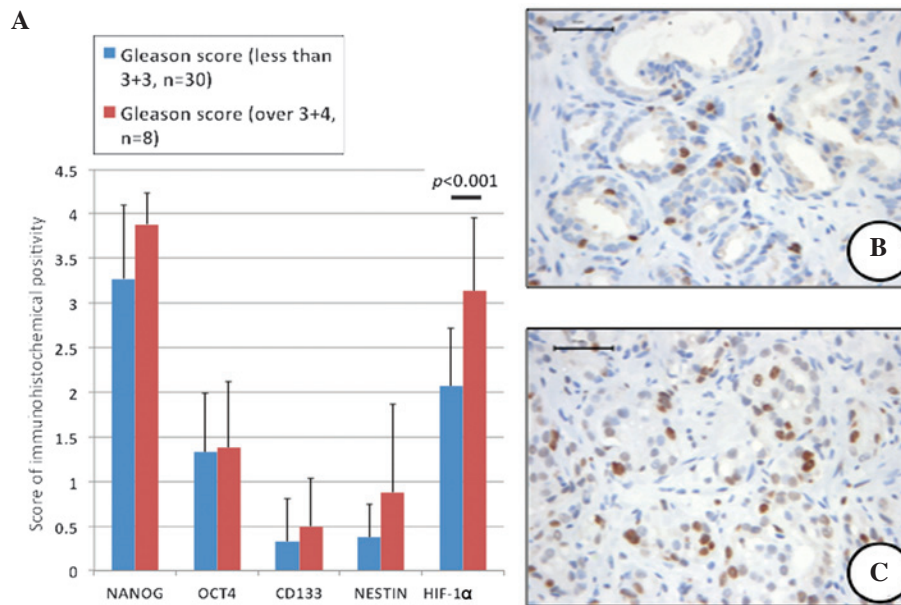 A
Gleason score (less than
3+3, n=30)
Gleason score (over 3+4,
n=8)
Score of immunohistochemical positivity
4.5
4
3.5
3
2.5
2
1.5
1
0.5
0
p<0.001
NANOG
OCT4
CD133
NESTIN
HIF-1α
B
C